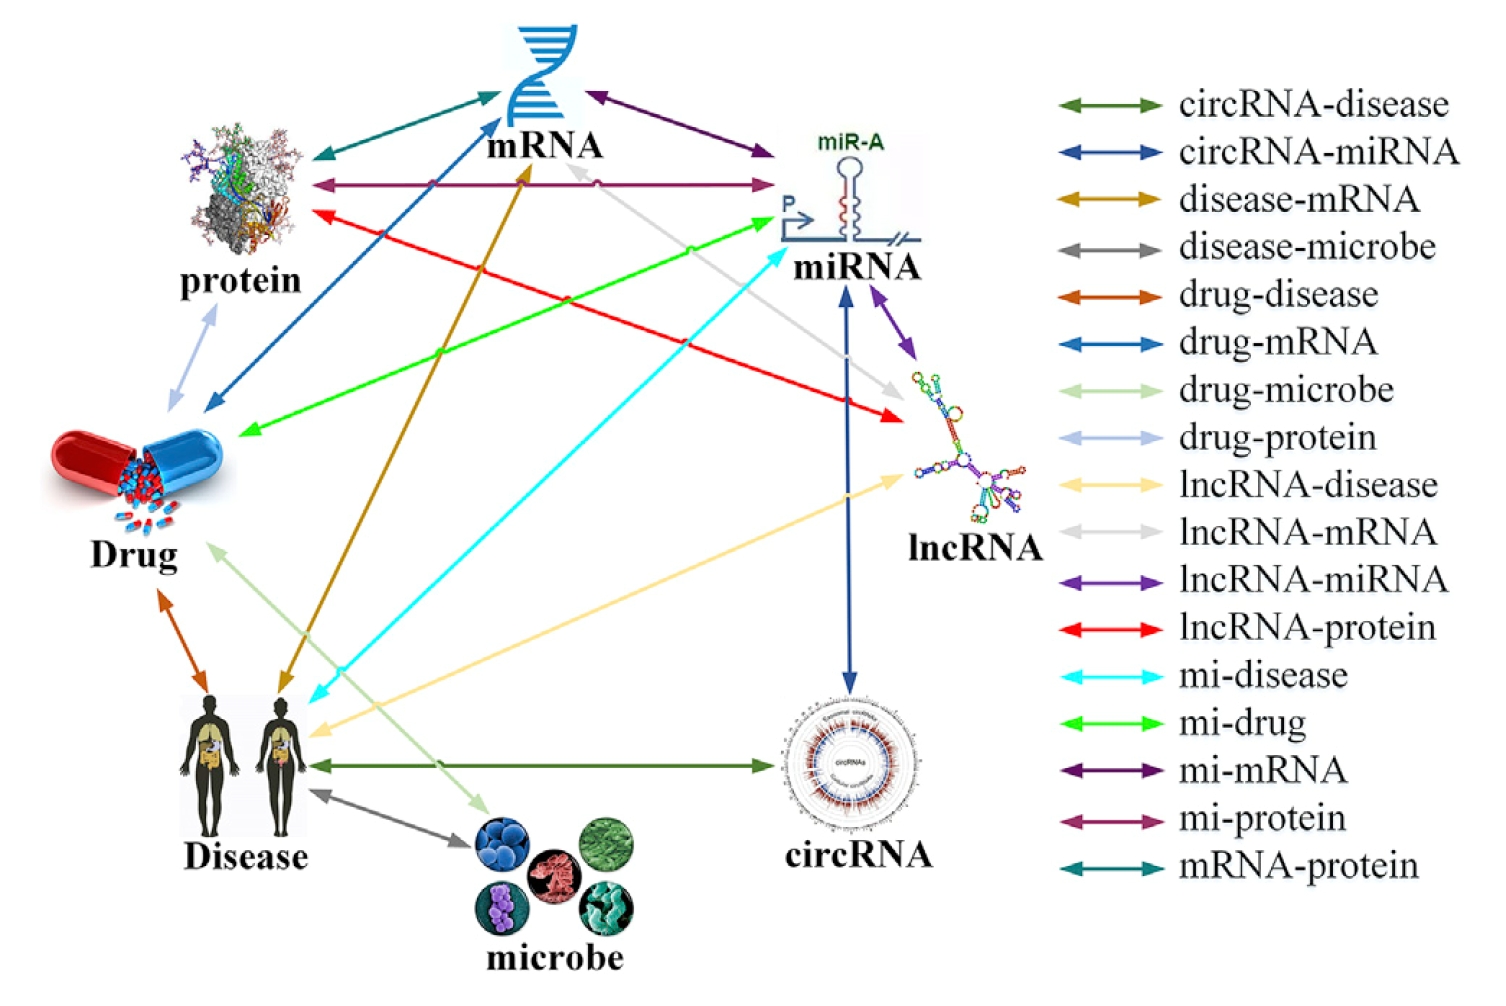 mRNA
miR-A
P
protein
miRNA
Drug
lncRNA
circRNAs
Disease
circRNA
microbe
circRNA-disease
circRNA-miRNA
disease-mRNA
disease-microbe
drug-disease
drug-mRNA
drug-microbe
drug-protein
lncRNA-disease
lncRNA-mRNA
lncRNA-miRNA
lncRNA-protein
mi-disease
mi-drug
mi-mRNA
mi-protein
mRNA-protein